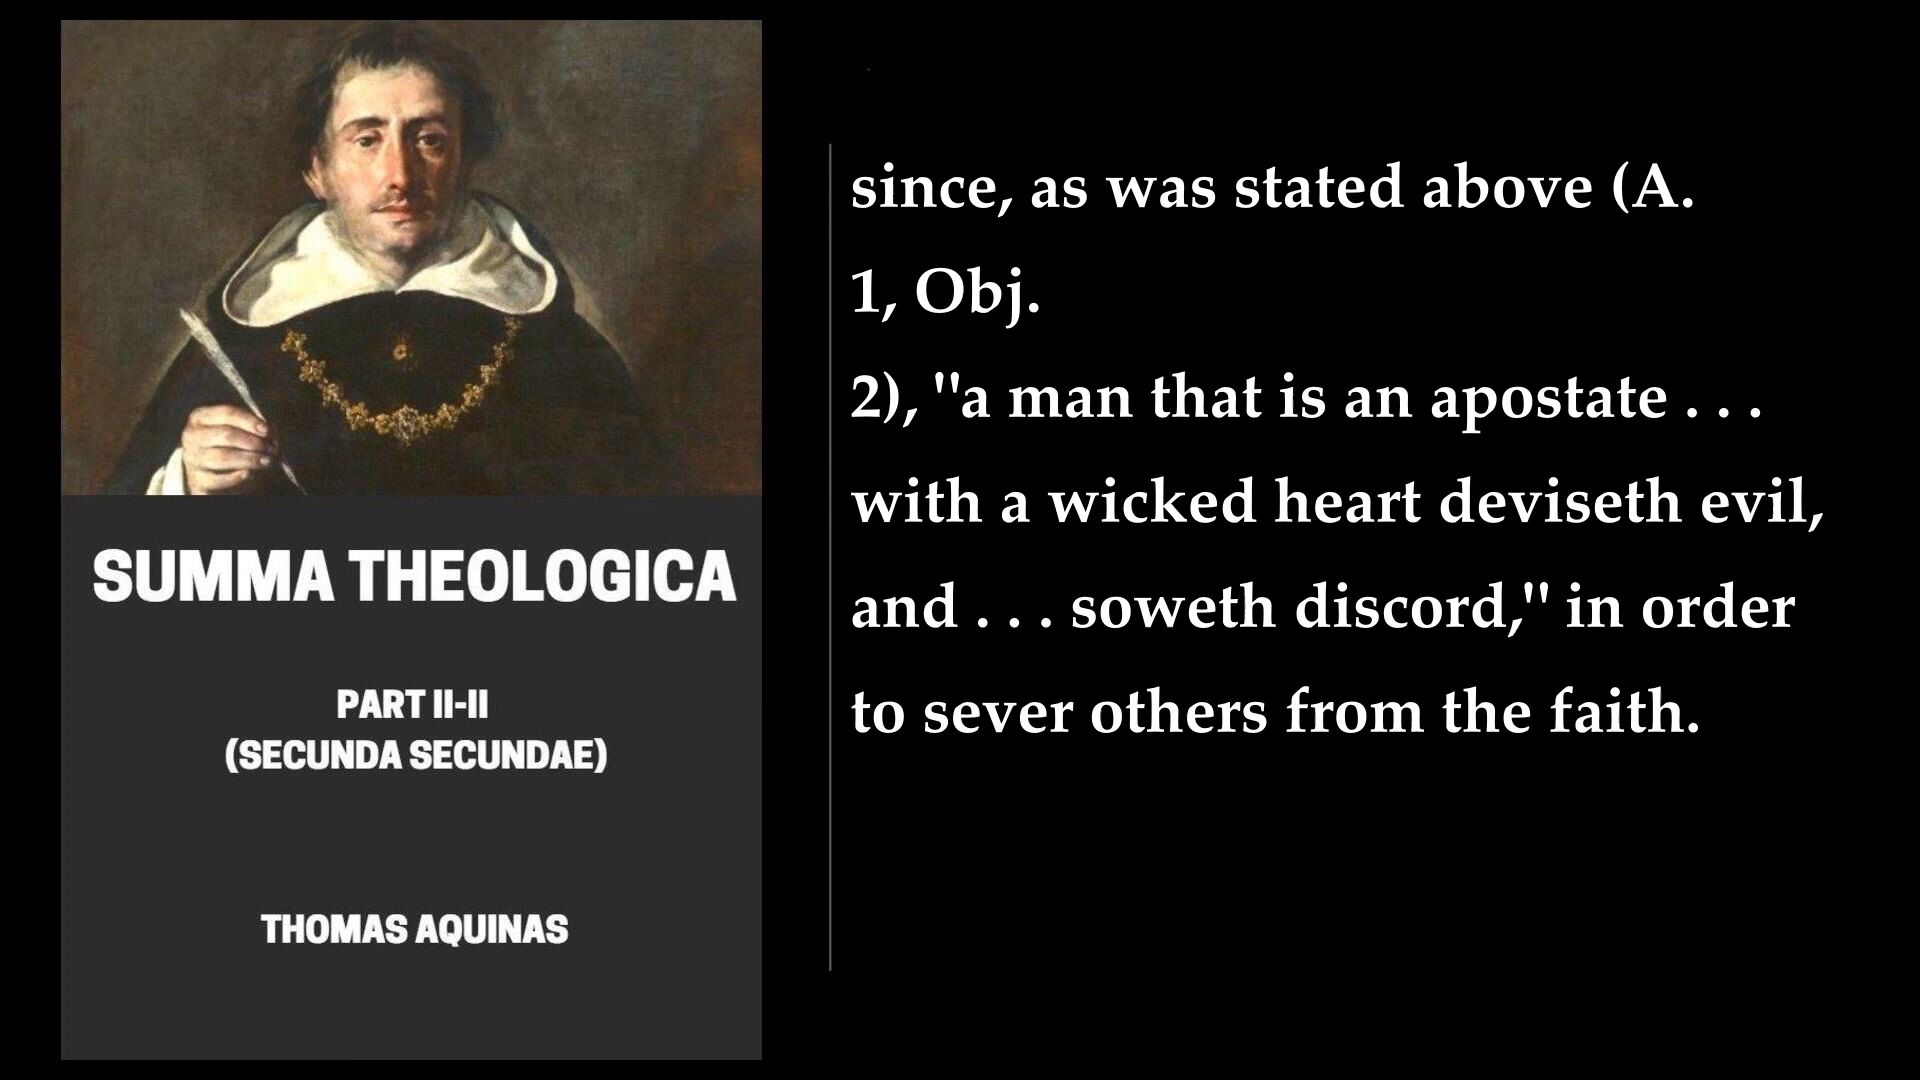 SUMMA THEOLOGICA
PART II-II
(SECUNDA SECUNDAE)
THOMAS AQUINAS
since, as was stated above (A.
1, Obj.
2), "a man that is an apostate . . .
with a wicked heart deviseth evil,
and . . . soweth discord," in order
to sever others from the faith.